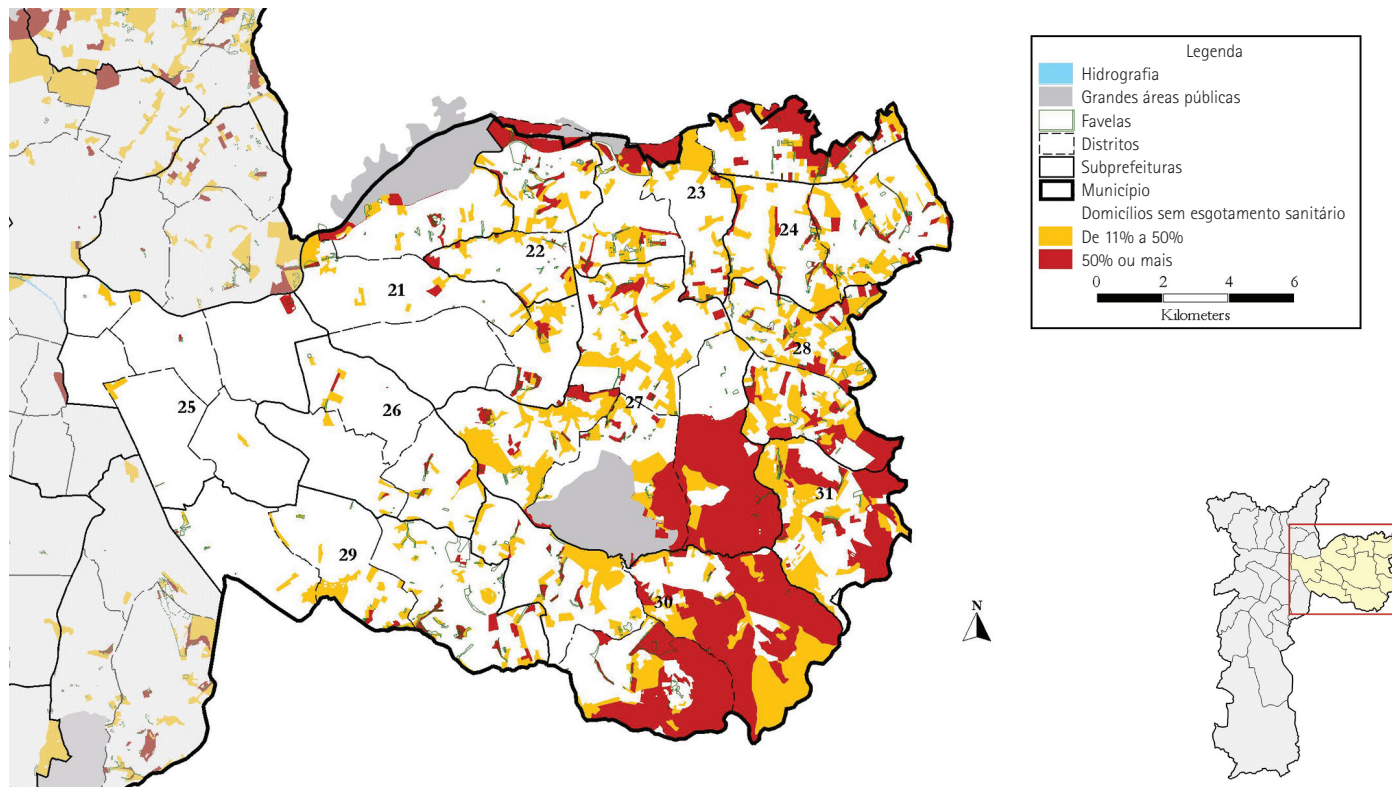 Legenda
Hidrografia
Grandes áreas públicas
Favelas
Distritos
Subprefeituras
Município
Domicílios sem esgotamento sanitário
De 11% a 50%
50% ou mais
0 2 4 6
Kilometers
23
24
22
21
28
25
26
27
31
29
30
N